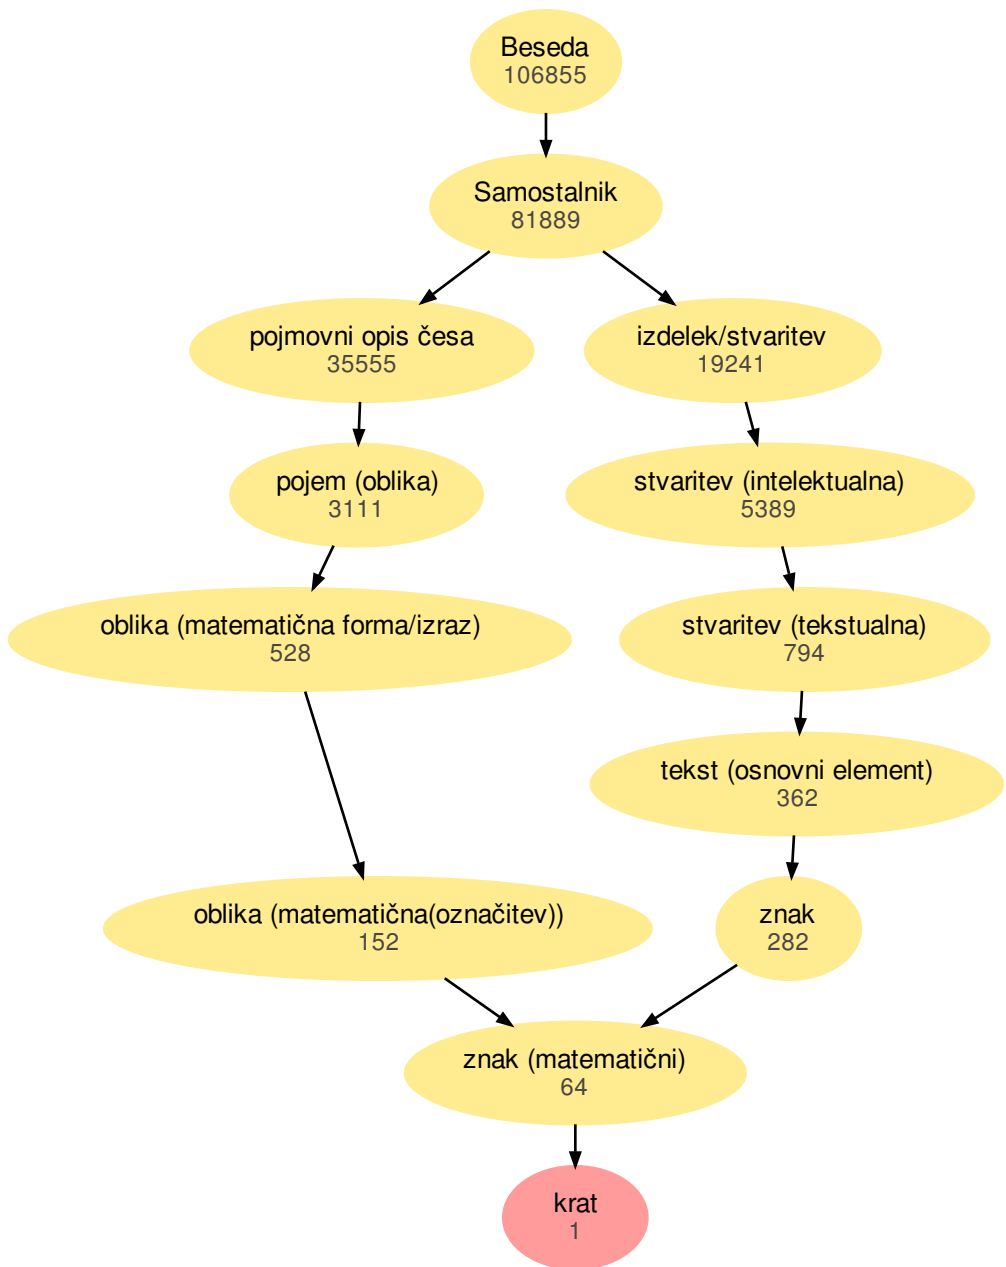 Beseda
106855
Samostalnik
81889
pojmovni opis česa
35555
izdelek/stvaritev
19241
pojem (oblika)
3111
stvaritev (intelektualna)
5389
oblika (matematična forma/izraz)
528
stvaritev (tekstualna)
794
tekst (osnovni element)
362
oblika (matematična(označitev))
152
znak
282
znak (matematični)
64
krat
1